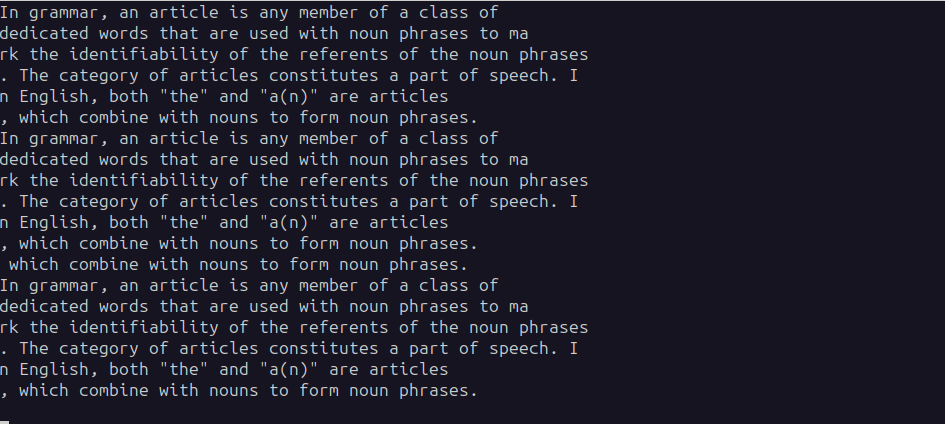 In grammar, an article is any member of a class of
dedicated words that are used with noun phrases to ma
rk the identifiability of the referents of the noun phrases
. The category of articles constitutes a part of speech. I
n English, both "the" and "a(n)" are articles
, which combine with nouns to form noun phrases.
In grammar, an article is any member of a class of
dedicated words that are used with noun phrases to ma
rk the identifiability of the referents of the noun phrases
. The category of articles constitutes a part of speech. I
n English, both "the" and "a(n)" are articles
, which combine with nouns to form noun phrases.
 which combine with nouns to form noun phrases.
In grammar, an article is any member of a class of
dedicated words that are used with noun phrases to ma
rk the identifiability of the referents of the noun phrases
. The category of articles constitutes a part of speech. I
n English, both "the" and "a(n)" are articles
, which combine with nouns to form noun phrases.